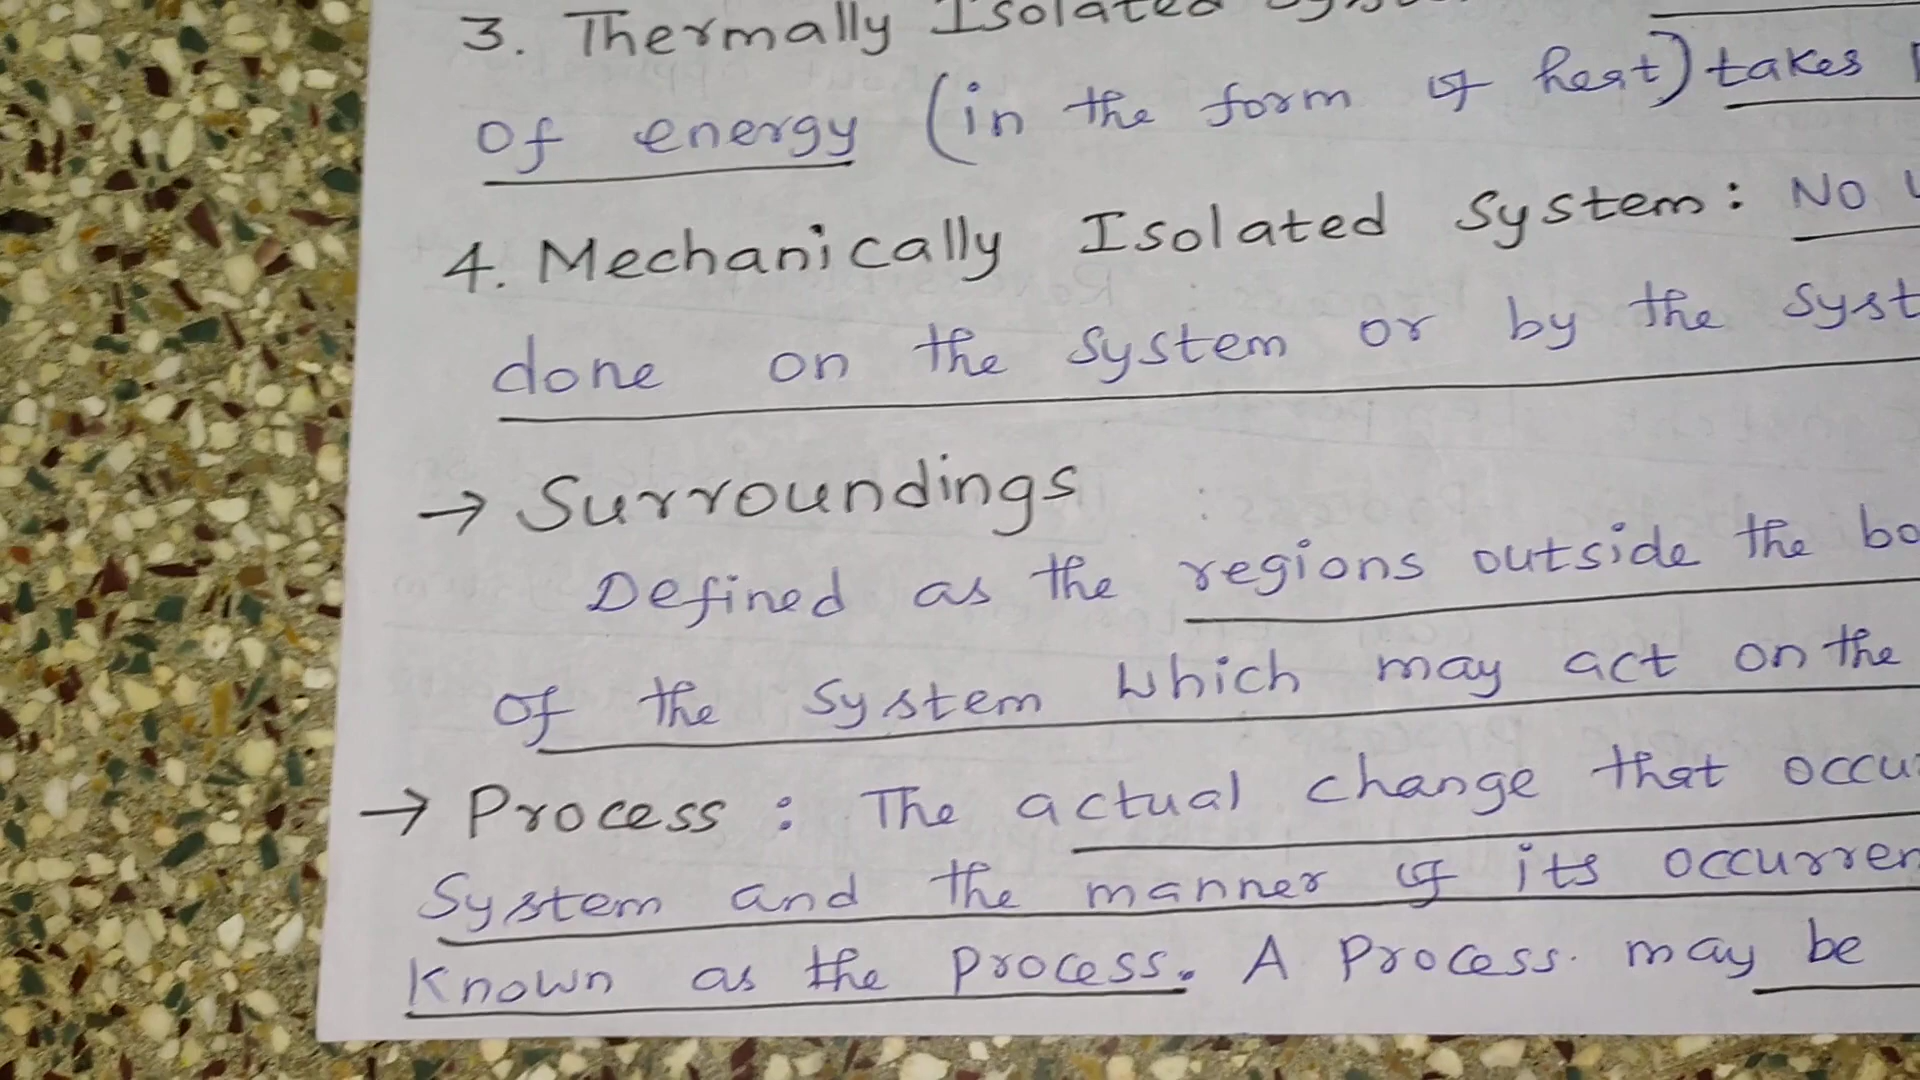 3. Thermally Isolated
of energy (in the form of heat) takes
4. Mechanically Isolated System: No
done on the system or by the syst
→ Surroundings
Defined as the regions outside the bo
of the system which may act on the
→ Process : The actual change that occu
System and the manner of its occurren
known as the process. A Process. may be